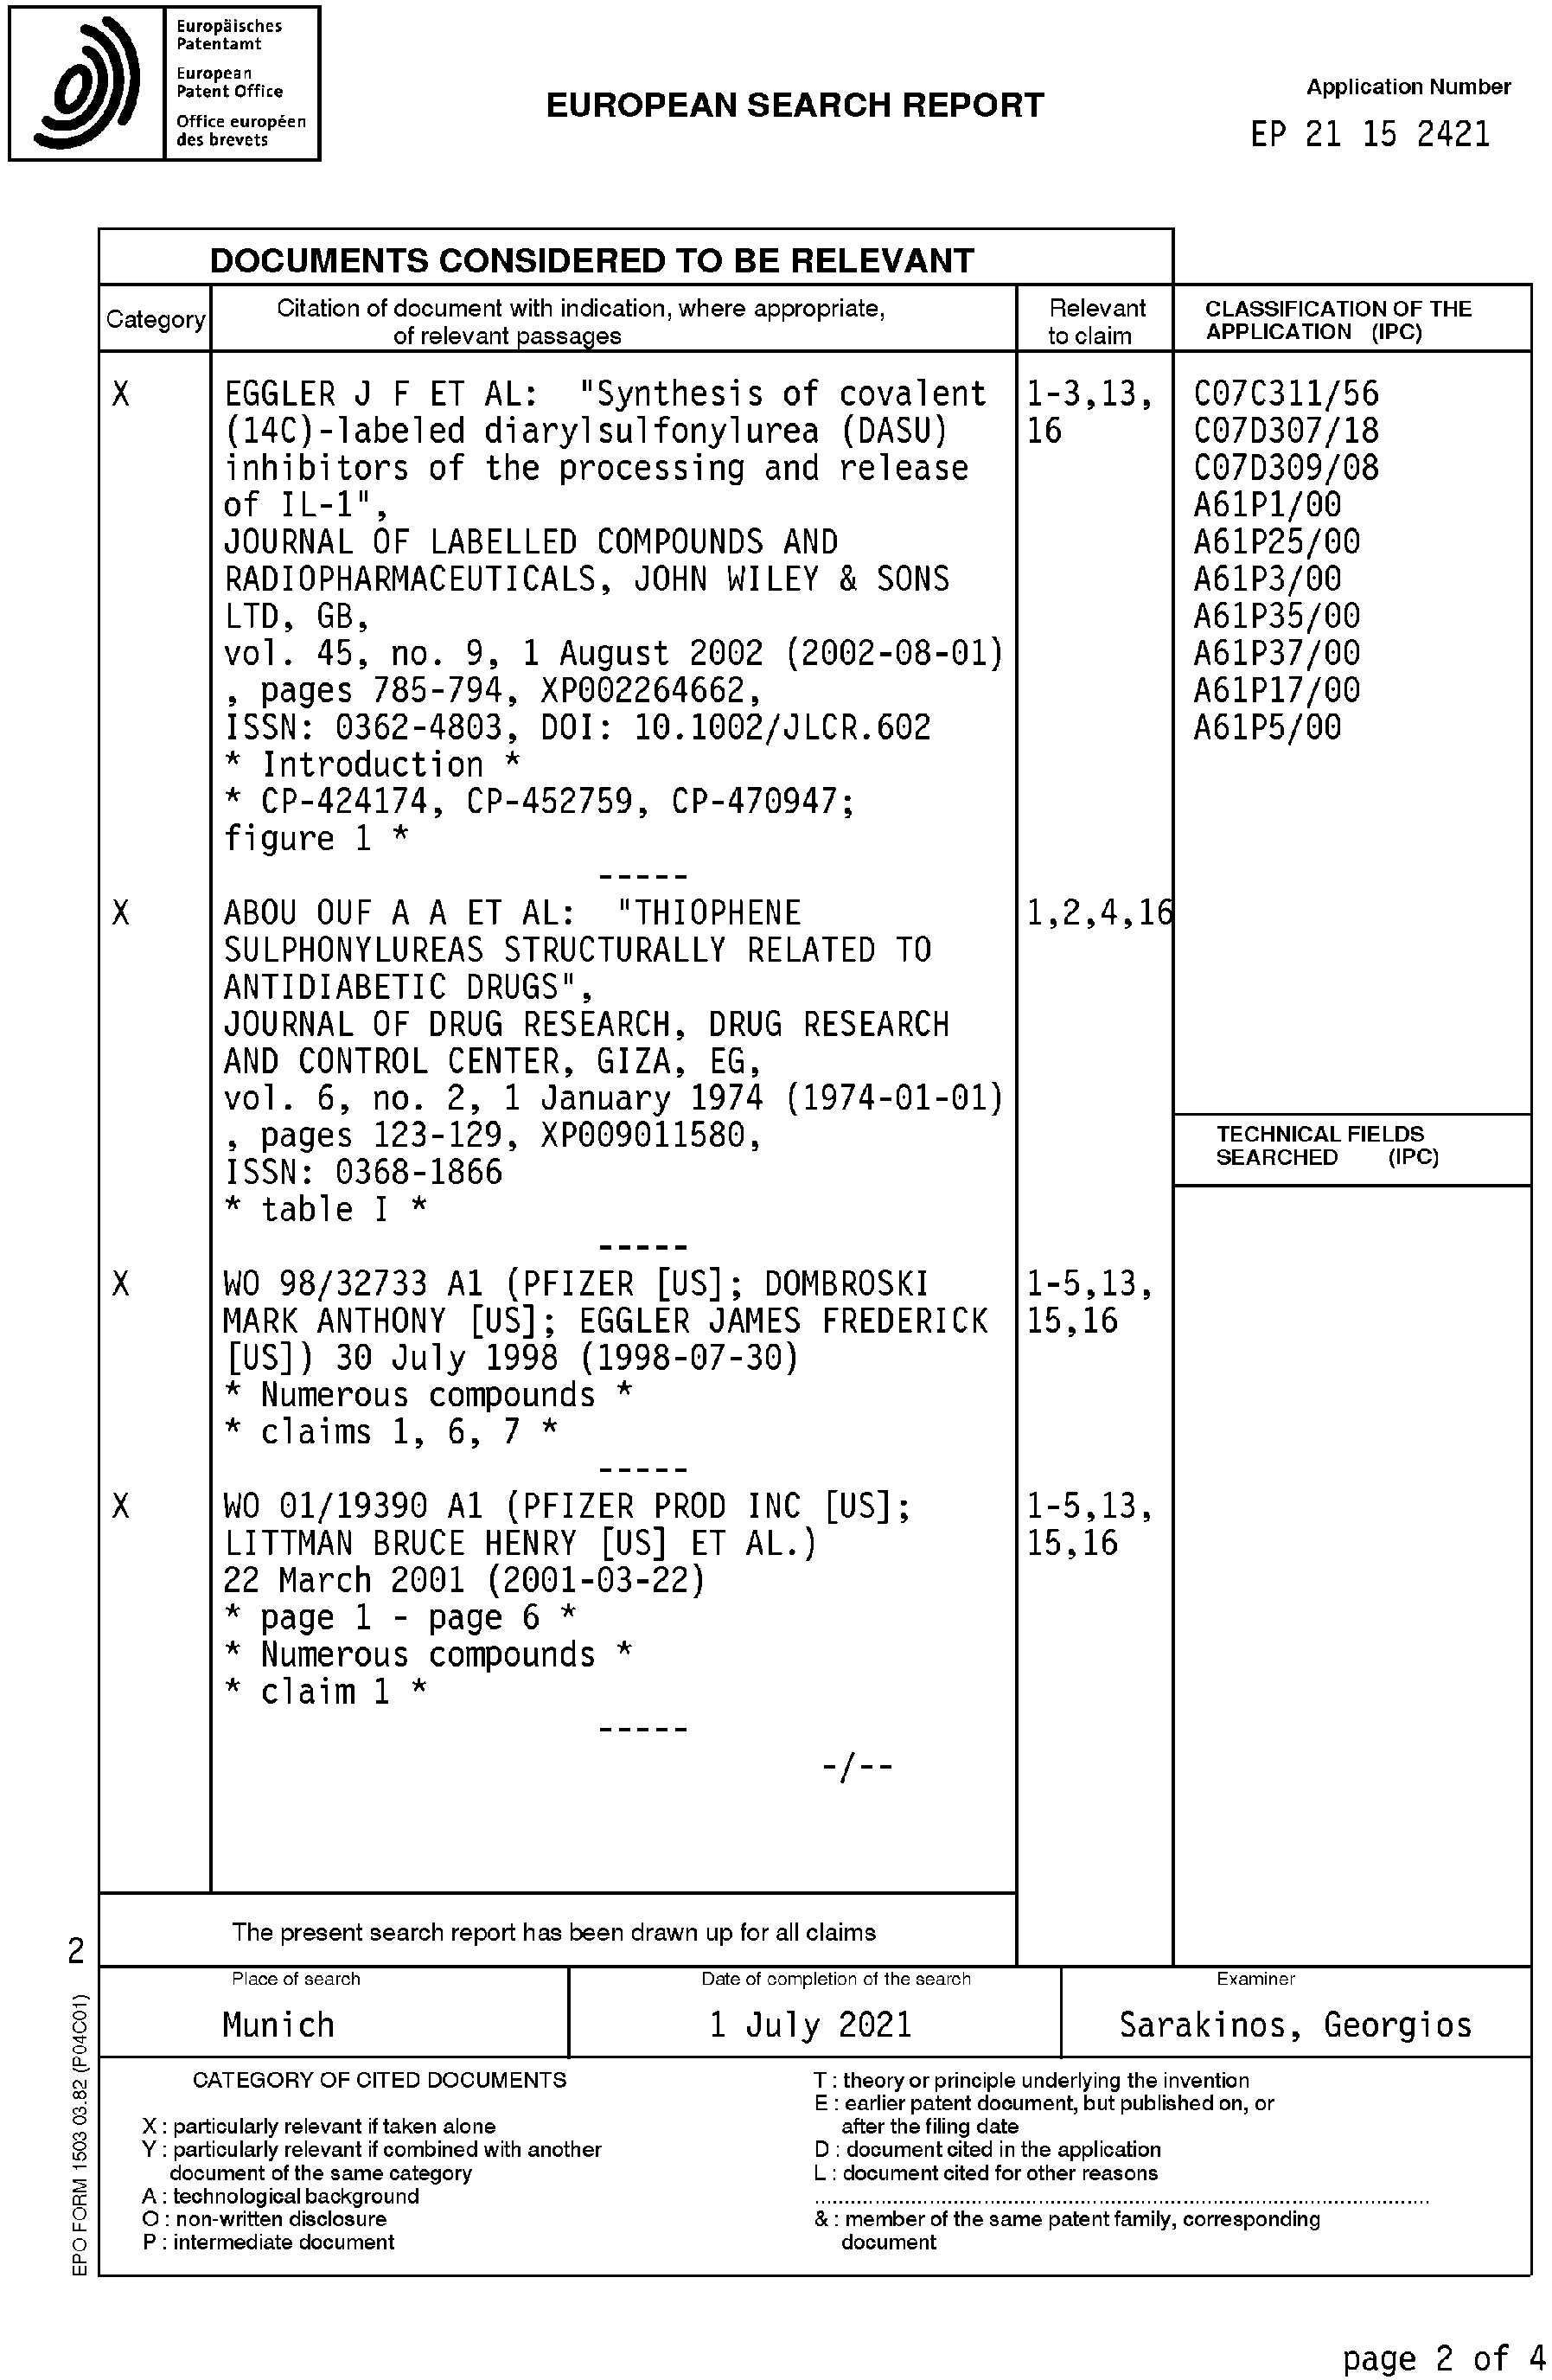 Europäisches
Patentamt
European
Patent Office
Office européen
des brevets
EUROPEAN SEARCH REPORT
Application Number
EP 21 15 2421
DOCUMENTS CONSIDERED TO BE RELEVANT
Category
Citation of document with indication, where appropriate,
of relevant passages
Relevant
to claim
CLASSIFICATION OF THE
APPLICATION (IPC)
X
EGGLER J F ET AL: "Synthesis of covalent
(14C)-labeled diarylsulfonylurea (DASU)
inhibitors of the processing and release
of IL-1",
JOURNAL OF LABELLED COMPOUNDS AND
RADIOPHARMACEUTICALS, JOHN WILEY & SONS
LTD, GB,
vol. 45, no. 9, 1 August 2002 (2002-08-01)
, pages 785-794, XP002264662,
ISSN: 0362-4803, DOI: 10.1002/JLCR.602
* Introduction *
* CP-424174, CP-452759, CP-470947;
figure 1 *
-----
1-3,13,
16
C07C311/56
C07D307/18
C07D309/08
A61P1/00
A61P25/00
A61P3/00
A61P35/00
A61P37/00
A61P17/00
A61P5/00
X
ABOU OUF A A ET AL: "THIOPHENE
SULPHONYLUREAS STRUCTURALLY RELATED TO
ANTIDIABETIC DRUGS",
JOURNAL OF DRUG RESEARCH, DRUG RESEARCH
AND CONTROL CENTER, GIZA, EG,
vol. 6, no. 2, 1 January 1974 (1974-01-01)
, pages 123-129, XP009011580,
ISSN: 0368-1866
* table I *
-----
1,2,4,16
TECHNICAL FIELDS
SEARCHED (IPC)
X
WO 98/32733 A1 (PFIZER [US]; DOMBROSKI
MARK ANTHONY [US]; EGGLER JAMES FREDERICK
[US]) 30 July 1998 (1998-07-30)
* Numerous compounds *
* claims 1, 6, 7 *
-----
1-5,13,
15,16
X
WO 01/19390 A1 (PFIZER PROD INC [US];
LITTMAN BRUCE HENRY [US] ET AL.)
22 March 2001 (2001-03-22)
* page 1 - page 6 *
* Numerous compounds *
* claim 1 *
-----
1-5,13,
15,16
-/--
The present search report has been drawn up for all claims
2
Place of search
Munich
Date of completion of the search
1 July 2021
Examiner
Sarakinos, Georgios
CATEGORY OF CITED DOCUMENTS
X : particularly relevant if taken alone
Y : particularly relevant if combined with another
document of the same category
A : technological background
O : non-written disclosure
P : intermediate document
T : theory or principle underlying the invention
E : earlier patent document, but published on, or
after the filing date
D : document cited in the application
L : document cited for other reasons
& : member of the same patent family, corresponding
document
EPO FORM 1503 03.82 (P04C01)
page 2 of 4